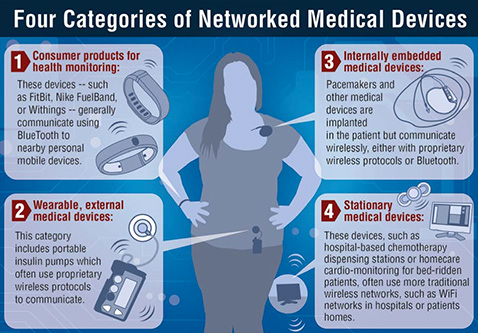 Four Categories of Networked Medical Devices
1 Consumer products for
health monitoring:
These devices -- such
as FitBit, Nike FuelBand,
or Withings -- generally
communicate using
BlueTooth to
nearby personal
mobile devices.
2 Wearable, external
medical devices:
This category
includes portable
insulin pumps which
often use proprietary
wireless protocols
to communicate.
3 Internally embedded
medical devices:
Pacemakers and
other medical
devices are
implanted
in the patient but communicate
wirelessly, either with proprietary
wireless protocols or Bluetooth.
4 Stationary
medical devices:
These devices, such as
hospital-based chemotherapy
dispensing stations or homecare
cardio-monitoring for bed-ridden
patients, often use more traditional
wireless networks, such as WiFi
networks in hospitals or patients
homes.